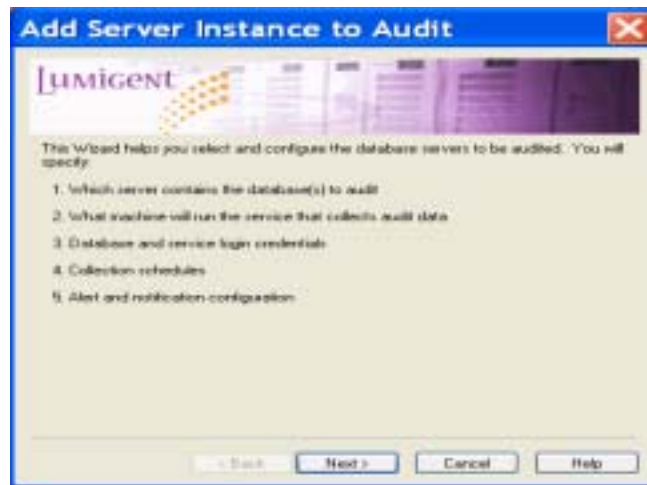 Add Server Instance to Audit
LUMIGENT
This Wizard helps you select and configure the database servers to be audited. You will
specify:
1. Which server contains the database(s) to audit
2. What machine will run the service that collects audit data
3. Database and service login credentials
4. Collection schedules
5. Alert and notification configuration
< Back
Next >
Cancel
Help